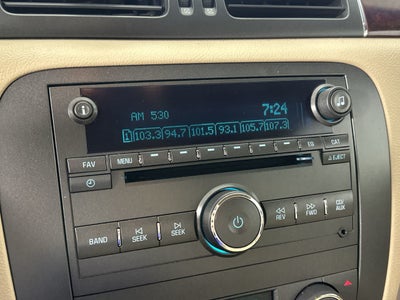 AM 530 7:24
1 103.3 94.7 101.5 93.1 105.7 107.3
FAV MENU EQ CAT
EJECT
BAND SEEK SEEK REV FWD AUX